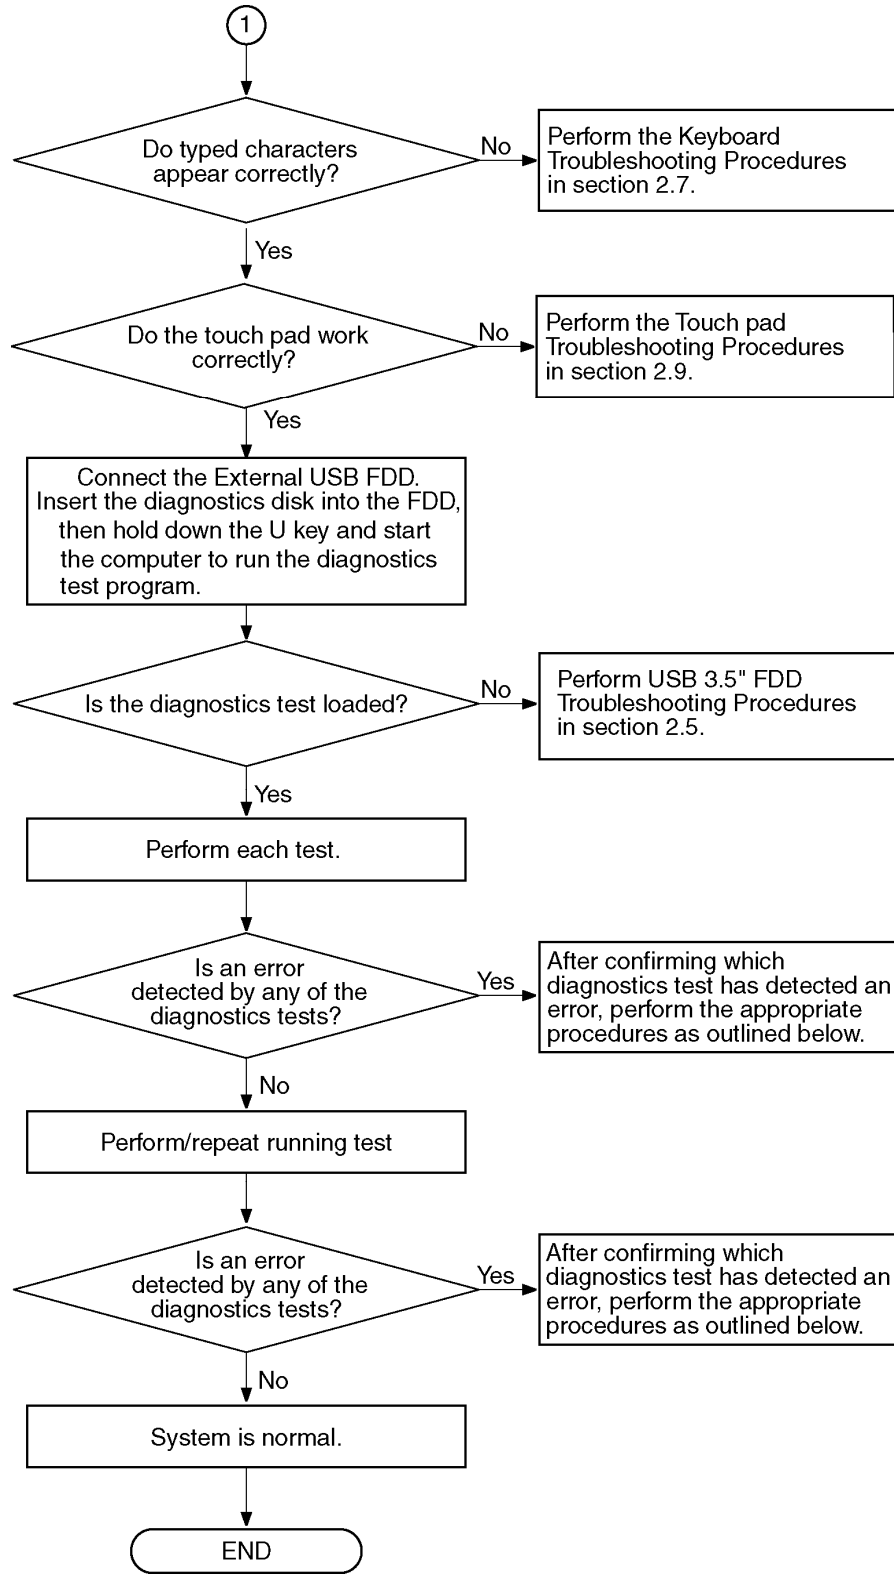 1
Do typed characters
appear correctly?
No
Perform the Keyboard
Troubleshooting Procedures
in section 2.7.
Yes
Do the touch pad work
correctly?
No
Perform the Touch pad
Troubleshooting Procedures
in section 2.9.
Yes
Connect the External USB FDD.
Insert the diagnostics disk into the FDD,
then hold down the U key and start
the computer to run the diagnostics
test program.
Is the diagnostics test loaded?
No
Perform USB 3.5" FDD
Troubleshooting Procedures
in section 2.5.
Yes
Perform each test.
Is an error
detected by any of the
diagnostics tests?
Yes
After confirming which
diagnostics test has detected an
error, perform the appropriate
procedures as outlined below.
No
Perform/repeat running test
Is an error
detected by any of the
diagnostics tests?
Yes
After confirming which
diagnostics test has detected an
error, perform the appropriate
procedures as outlined below.
No
System is normal.
END